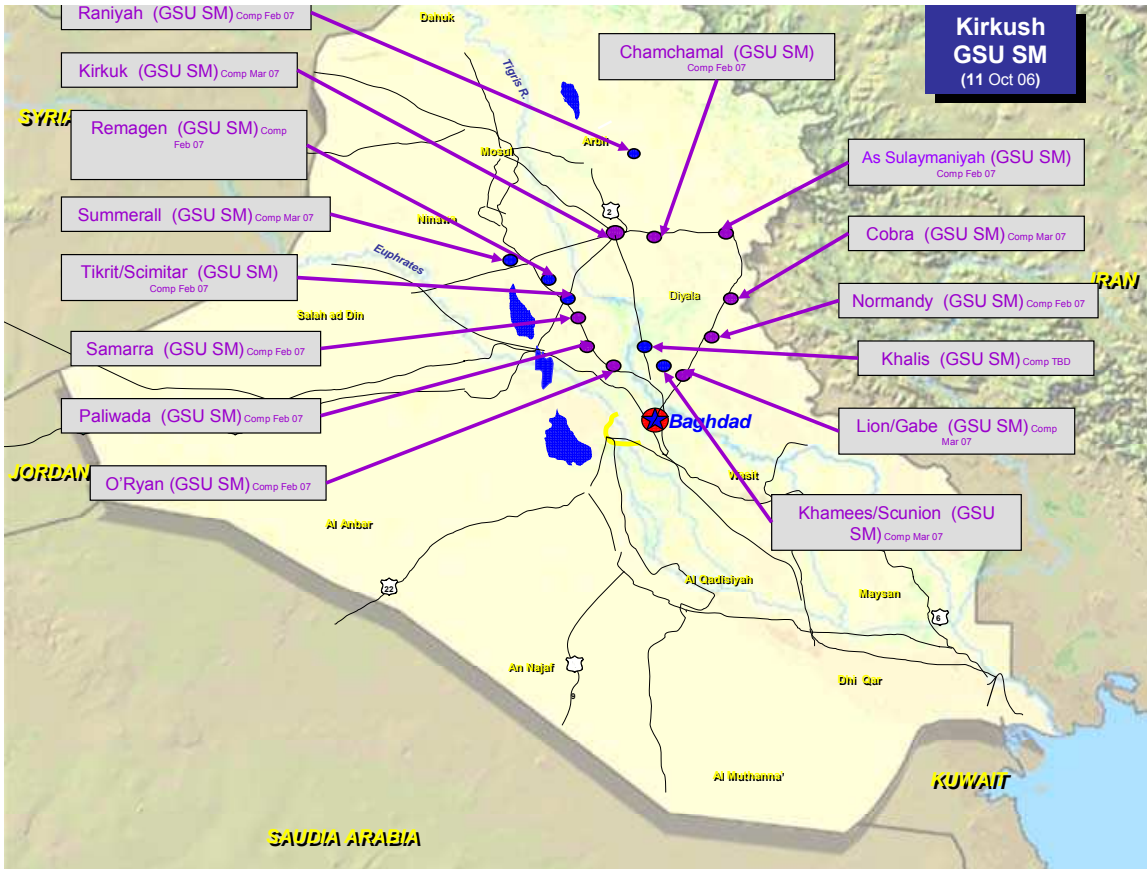 Raniyah (GSU SM) Comp Feb 07
Dahuk
Kirkush
GSU SM
(11 Oct 06)
Chamchamal (GSU SM)
Comp Feb 07
Kirkuk (GSU SM) Comp Mar 07
Tigris R.
SYRIA
Remagen (GSU SM) Comp
Feb 07
Mosul
Arbil
As Sulaymaniyah (GSU SM)
Comp Feb 07
Summerall (GSU SM) Comp Mar 07
Ninawa
2
Cobra (GSU SM) Comp Mar 07
Euphrates
Tikrit/Scimitar (GSU SM)
Comp Feb 07
IRAN
Diyala
Normandy (GSU SM) Comp Feb 07
Salah ad Din
Samarra (GSU SM) Comp Feb 07
Khalis (GSU SM) Comp TBD
Paliwada (GSU SM) Comp Feb 07
Baghdad
Lion/Gabe (GSU SM) Comp
Mar 07
JORDAN
O'Ryan (GSU SM) Comp Feb 07
Wasit
Al Anbar
Khamees/Scunion (GSU
SM) Comp Mar 07
22
Al Qadisiyah
Maysan
6
An Najaf
9
Dhi Qar
Al Muthanna'
KUWAIT
SAUDIA ARABIA